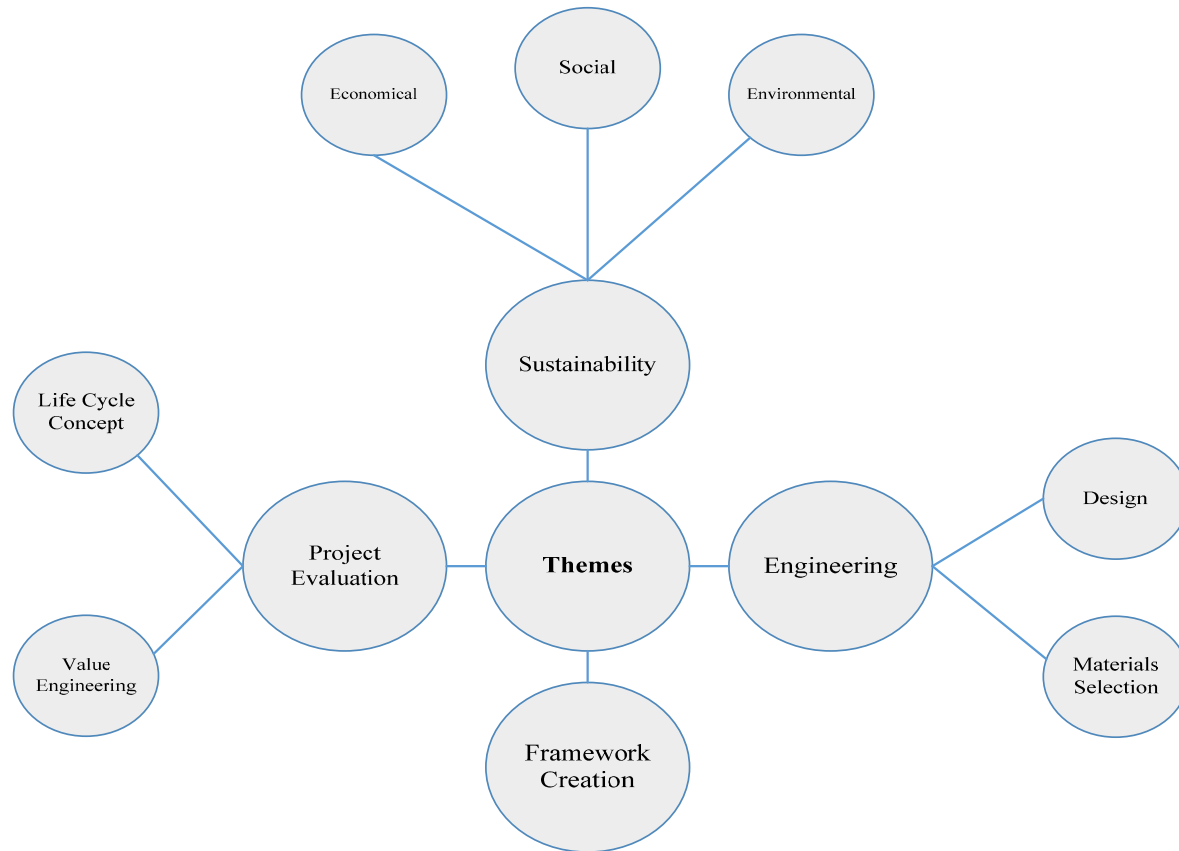 Social
Economical
Environmental
Sustainability
Life Cycle
Concept
Design
Project
Evaluation
Themes
Engineering
Value
Engineering
Materials
Selection
Framework
Creation